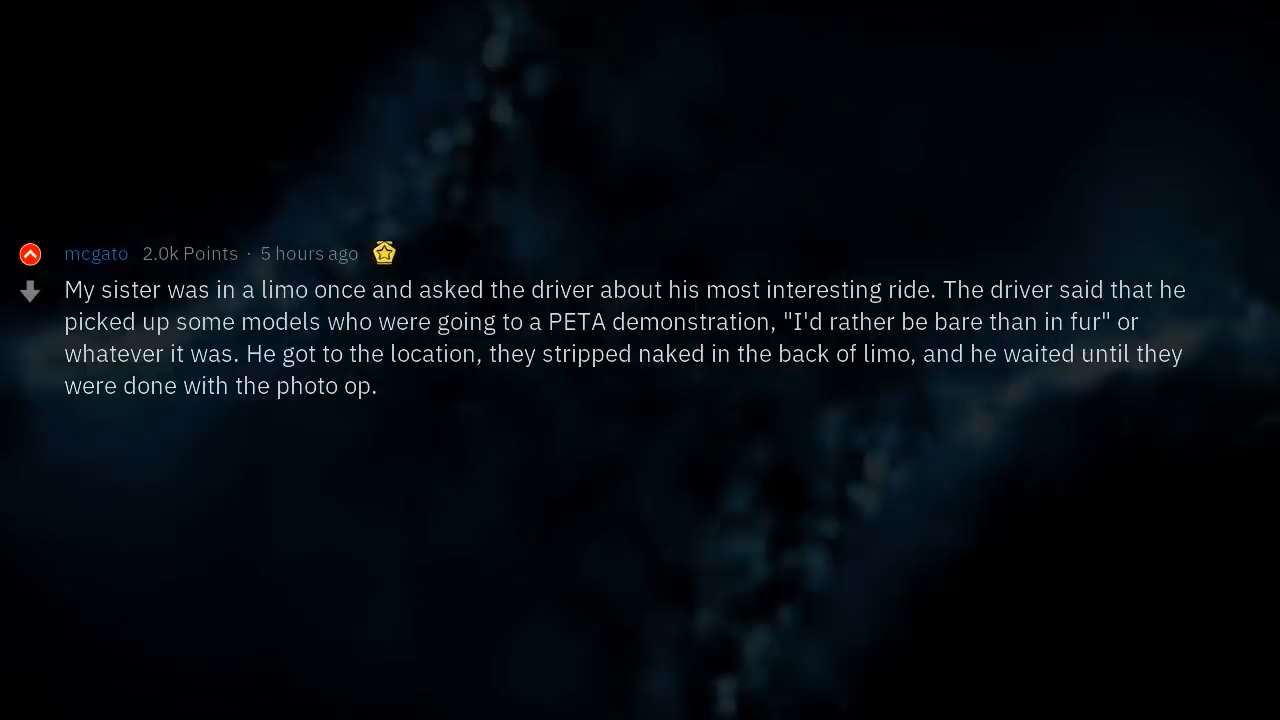 mcgato 2.0k Points · 5 hours ago
My sister was in a limo once and asked the driver about his most interesting ride. The driver said that he
picked up some models who were going to a PETA demonstration, "I'd rather be bare than in fur" or
whatever it was. He got to the location, they stripped naked in the back of limo, and he waited until they
were done with the photo op.